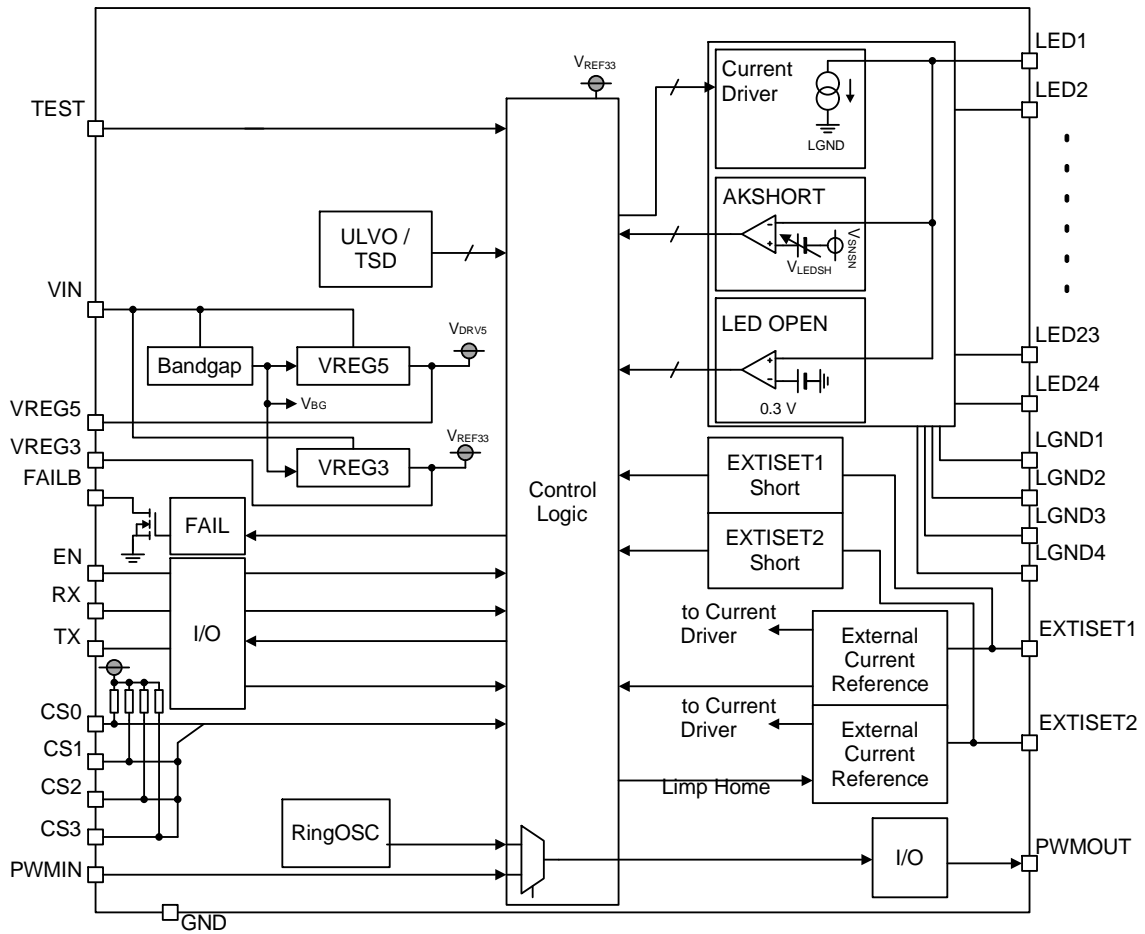 TEST
VIN
VREG5
VREG3
FAILB
EN
RX
TX
CS0
CS1
CS2
CS3
PWMIN
GND
ULVO /
TSD
Bandgap
VREG5
VDRV5
VBG
VREG3
VREF33
FAIL
I/O
RingOSC
VREF33
Control
Logic
Current
Driver
LGND
AKSHORT
VLEDSH
VSNSN
LED OPEN
0.3 V
EXTISET1
Short
EXTISET2
Short
to Current
Driver
External
Current
Reference
to Current
Driver
External
Current
Reference
Limp Home
I/O
LED1
LED2
LED23
LED24
LGND1
LGND2
LGND3
LGND4
EXTISET1
EXTISET2
PWMOUT